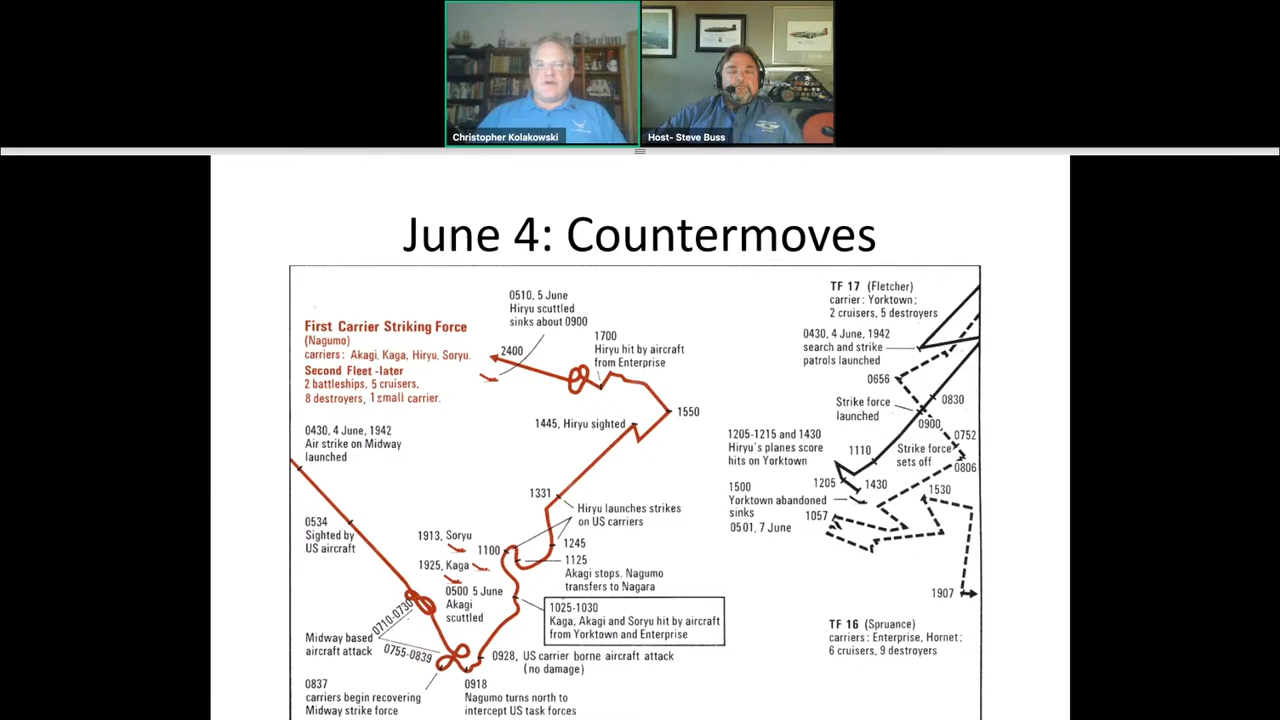 Christopher Kolakowski
Host- Steve Buss
June 4: Countermoves
First Carrier Striking Force
(Nagumo)
carriers: Akagi, Kaga, Hiryu, Soryu.
Second Fleet -later
2 battleships, 5 cruisers,
8 destroyers, 1 small carrier.
0430, 4 June, 1942
Air strike on Midway
launched
0534
Sighted by
US aircraft
0710-0730
Midway based
aircraft attack
0755-0839
0837
carriers begin recovering
Midway strike force
0918
Nagumo turns north to
intercept US task forces
0928, US carrier borne aircraft attack
(no damage)
1025-1030
Kaga, Akagi and Soryu hit by aircraft
from Yorktown and Enterprise
1913, Soryu
1925, Kaga
0500 5 June
Akagi
scuttled
1100
1125
Akagi stops. Nagumo
transfers to Nagara
1245
Hiryu launches strikes
on US carriers
1331
1445, Hiryu sighted
1550
1700
Hiryu hit by aircraft
from Enterprise
0510, 5 June
Hiryu scuttled
sinks about 0900
2400
TF 17 (Fletcher)
carrier: Yorktown;
2 cruisers, 5 destroyers
0430, 4 June, 1942
search and strike
patrols launched
0656
Strike force
launched
0830
0900
0752
Strike force
sets off
0806
1110
1205-1215 and 1430
Hiryu's planes score
hits on Yorktown
1205
1430
1500
Yorktown abandoned
sinks
0501, 7 June
1057
1530
1907
TF 16 (Spruance)
carriers: Enterprise, Hornet;
6 cruisers, 9 destroyers